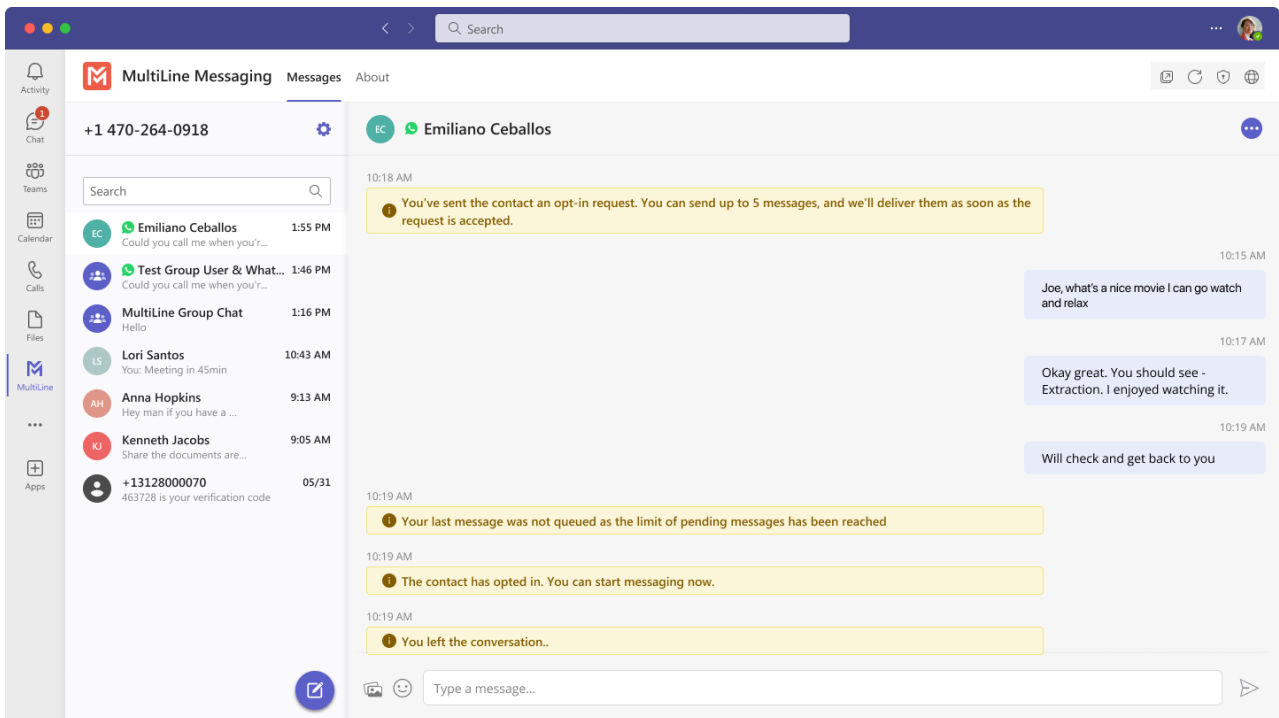 Search
Activity
1
Chat
Teams
Calendar
Calls
Files
MultiLine
Apps
MultiLine Messaging Messages About
+1 470-264-0918
Search
EC Emiliano Ceballos 1:55 PM
Could you call me when you'r...
Test Group User & What... 1:46 PM
Could you call me when you'r...
MultiLine Group Chat 1:16 PM
Hello
LS Lori Santos 10:43 AM
You: Meeting in 45min
AH Anna Hopkins 9:13 AM
Hey man if you have a ...
KJ Kenneth Jacobs 9:05 AM
Share the documents are...
+13128000070 05/31
463728 is your verification code
EC Emiliano Ceballos
10:18 AM
You've sent the contact an opt-in request. You can send up to 5 messages, and we'll deliver them as soon as the
request is accepted.
10:15 AM
Joe, what's a nice movie I can go watch
and relax
10:17 AM
Okay great. You should see -
Extraction. I enjoyed watching it.
10:19 AM
Will check and get back to you
10:19 AM
Your last message was not queued as the limit of pending messages has been reached
10:19 AM
The contact has opted in. You can start messaging now.
10:19 AM
You left the conversation..
Type a message...